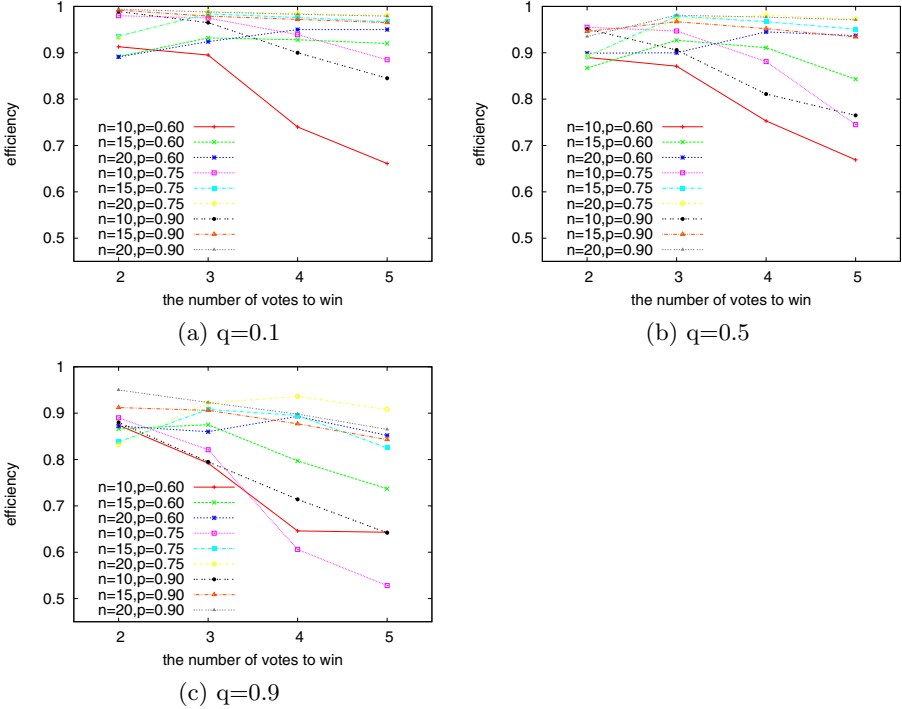 1
0.9
0.8
0.7
0.6
0.5
efficiency
n=10,p=0.60
n=15,p=0.60
n=20,p=0.60
n=10,p=0.75
n=15,p=0.75
n=20,p=0.75
n=10,p=0.90
n=15,p=0.90
n=20,p=0.90
2 3 4 5
the number of votes to win
(a) q=0.1
1
0.9
0.8
0.7
0.6
0.5
efficiency
n=10,p=0.60
n=15,p=0.60
n=20,p=0.60
n=10,p=0.75
n=15,p=0.75
n=20,p=0.75
n=10,p=0.90
n=15,p=0.90
n=20,p=0.90
2 3 4 5
the number of votes to win
(b) q=0.5
1
0.9
0.8
0.7
0.6
0.5
efficiency
n=10,p=0.60
n=15,p=0.60
n=20,p=0.60
n=10,p=0.75
n=15,p=0.75
n=20,p=0.75
n=10,p=0.90
n=15,p=0.90
n=20,p=0.90
2 3 4 5
the number of votes to win
(c) q=0.9